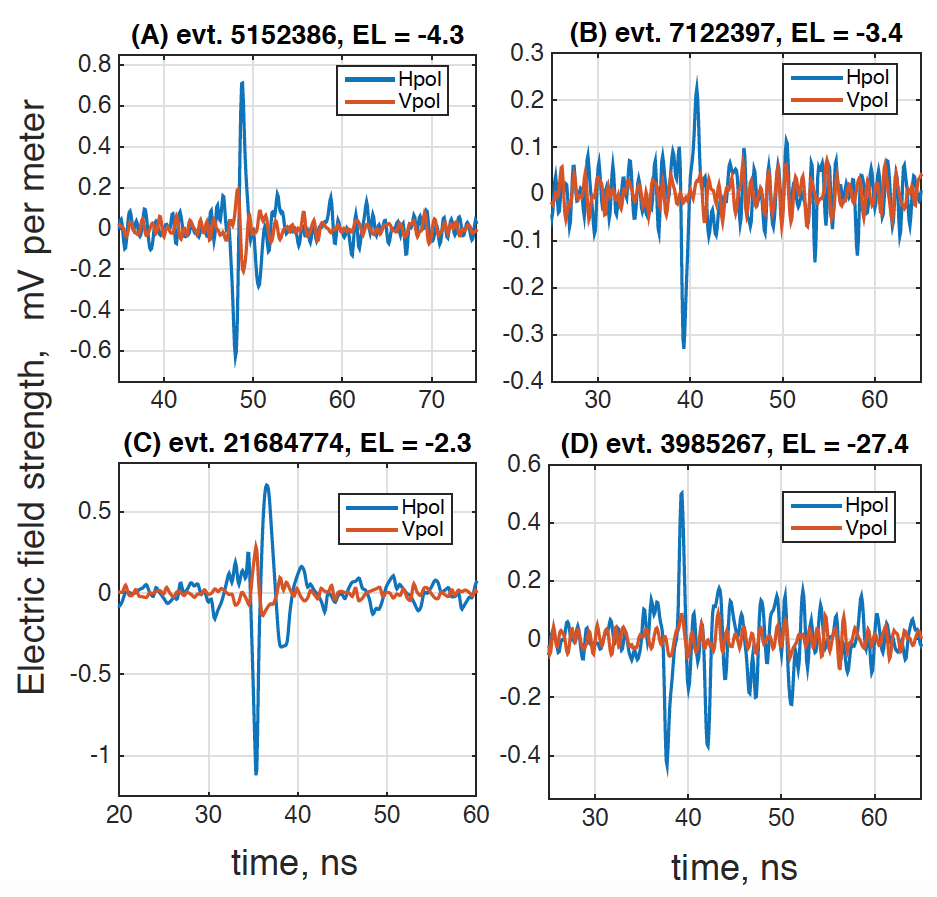 Electric field strength, mV per meter
(A) evt. 5152386, EL = -4.3
0.8
0.6
0.4
0.2
0
-0.2
-0.4
-0.6
Hpol
Vpol
40 50 60 70
(B) evt. 7122397, EL = -3.4
0.3
0.2
0.1
0
-0.1
-0.2
-0.3
-0.4
Hpol
Vpol
30 40 50 60
(C) evt. 21684774, EL = -2.3
0.5
0
-0.5
-1
Hpol
Vpol
20 30 40 50 60
time, ns
(D) evt. 3985267, EL = -27.4
0.6
0.4
0.2
0
-0.2
-0.4
Hpol
Vpol
30 40 50 60
time, ns